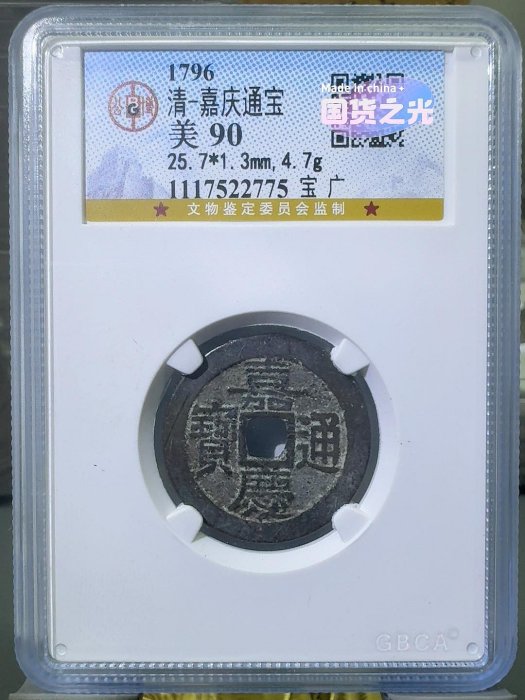 1796
清-嘉庆通宝
美 90
25.7*1.3mm,4.7g
1117522775 宝广
★ 文物鉴定委员会监制 ★
Made in china +
国货之光
公博
嘉慶通寶
GBCA